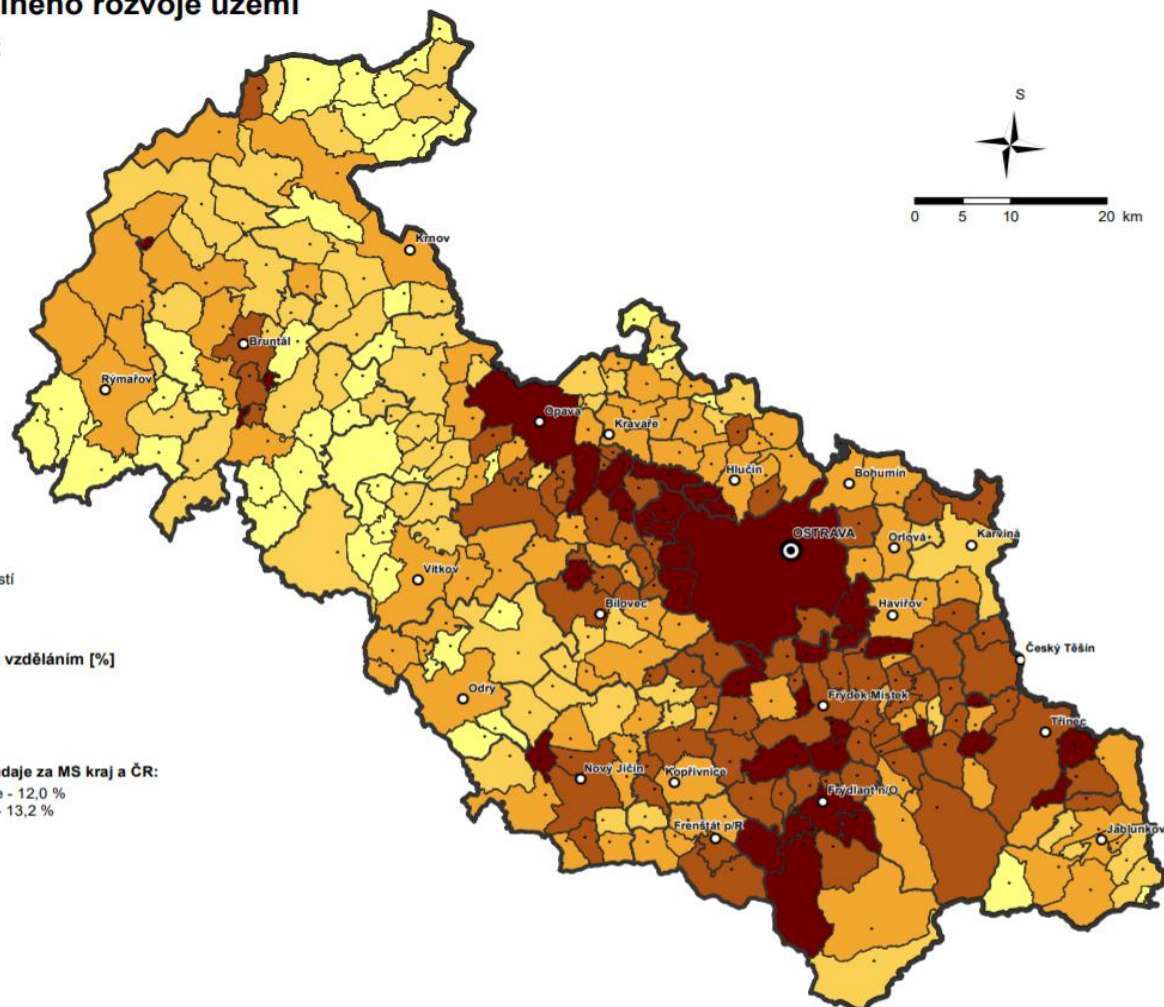 lného rozvoje území
S
0 5 10 20 km
Krnov
Bruntál
Rýmařov
Opava
Kravaře
Hlučín
Bohumín
OSTRAVA
Orlová
Karviná
Vítkov
Bílovec
Havířov
stí
vzděláním [%]
Český Těšín
Odry
Frýdek-Místek
Třinec
daje za MS kraj a ČR:
e - 12,0 %
- 13,2 %
Nový Jičín
Kopřivnice
Frýdlant n/O
Frenštát p/R
Jablunkov